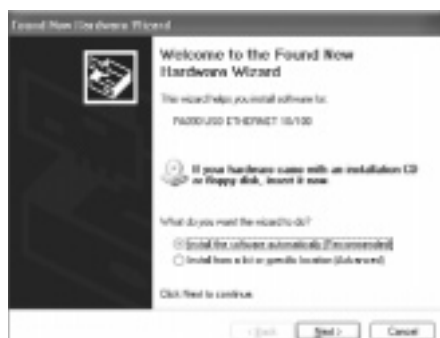 Found New Hardware Wizard
Welcome to the Found New
Hardware Wizard
This wizard helps you install software for:
USB ETHERNET 10/100
If your hardware came with an installation CD
or floppy disk, insert it now.
What do you want the wizard to do?
Install the software automatically (Recommended)
Install from a list or specific location (Advanced)
Click Next to continue.
< Back
Next >
Cancel